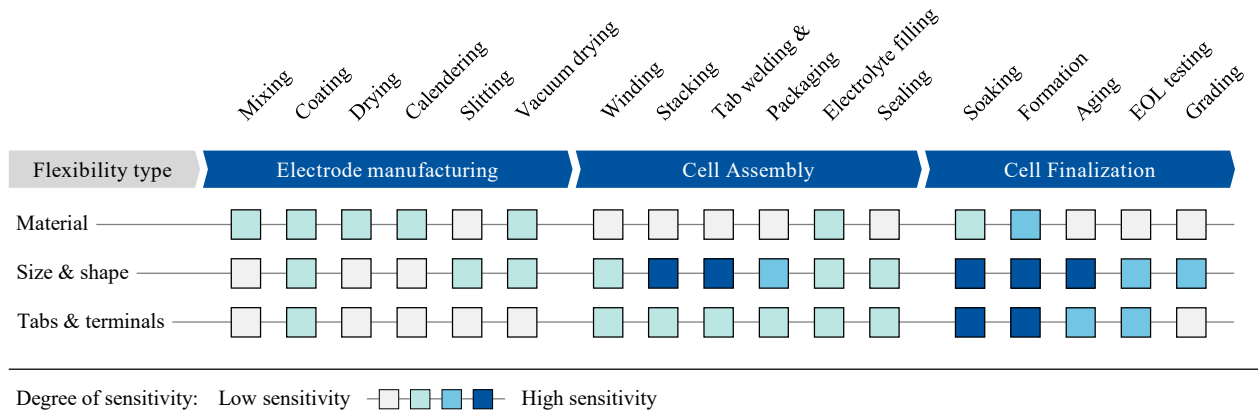 Mixing
Coating
Drying
Calendering
Slitting
Vacuum drying
Winding
Stacking
Tab welding &
Packaging
Electrolyte filling
Sealing
Soaking
Formation
Aging
EOL testing
Grading
Flexibility type
Electrode manufacturing
Cell Assembly
Cell Finalization
Material
Size & shape
Tabs & terminals
Degree of sensitivity: Low sensitivity High sensitivity